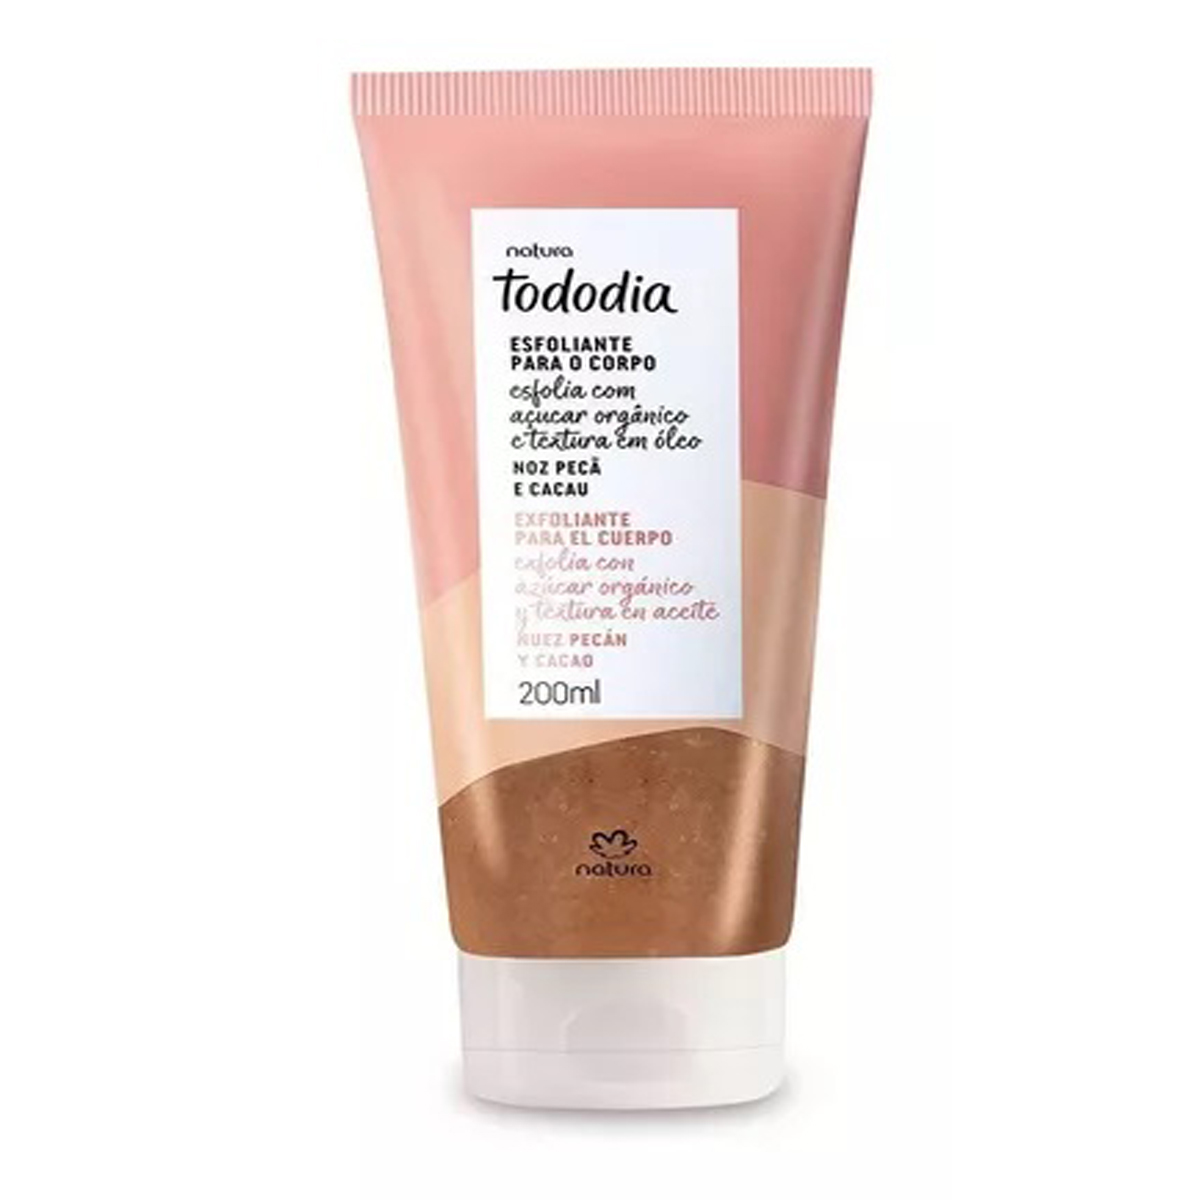 natura
tododia
ESFOLIANTE
PARA O CORPO
esfolia com
açucar orgânico
e textura em óleo
NOZ PECÃ
E CACAU
EXFOLIANTE
PARA EL CUERPO
exfolia con
azúcar orgánico
y textura en aceite
NUEZ PECÁN
Y CACAO
200ml
natura